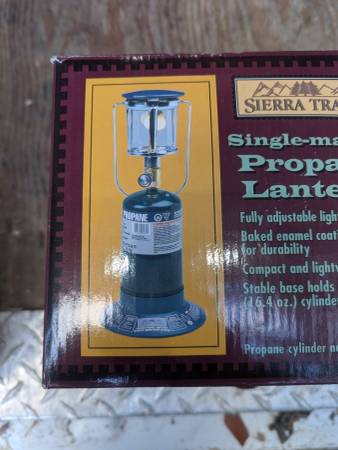 SIERRA TRA
Single-ma
Propa
Lante
Fully adjustable ligh
Baked enamel coati
for durability
Compact and lightw
Stable base holds
(16.4 oz.) cylinde
Propane cylinder n
PROPANE